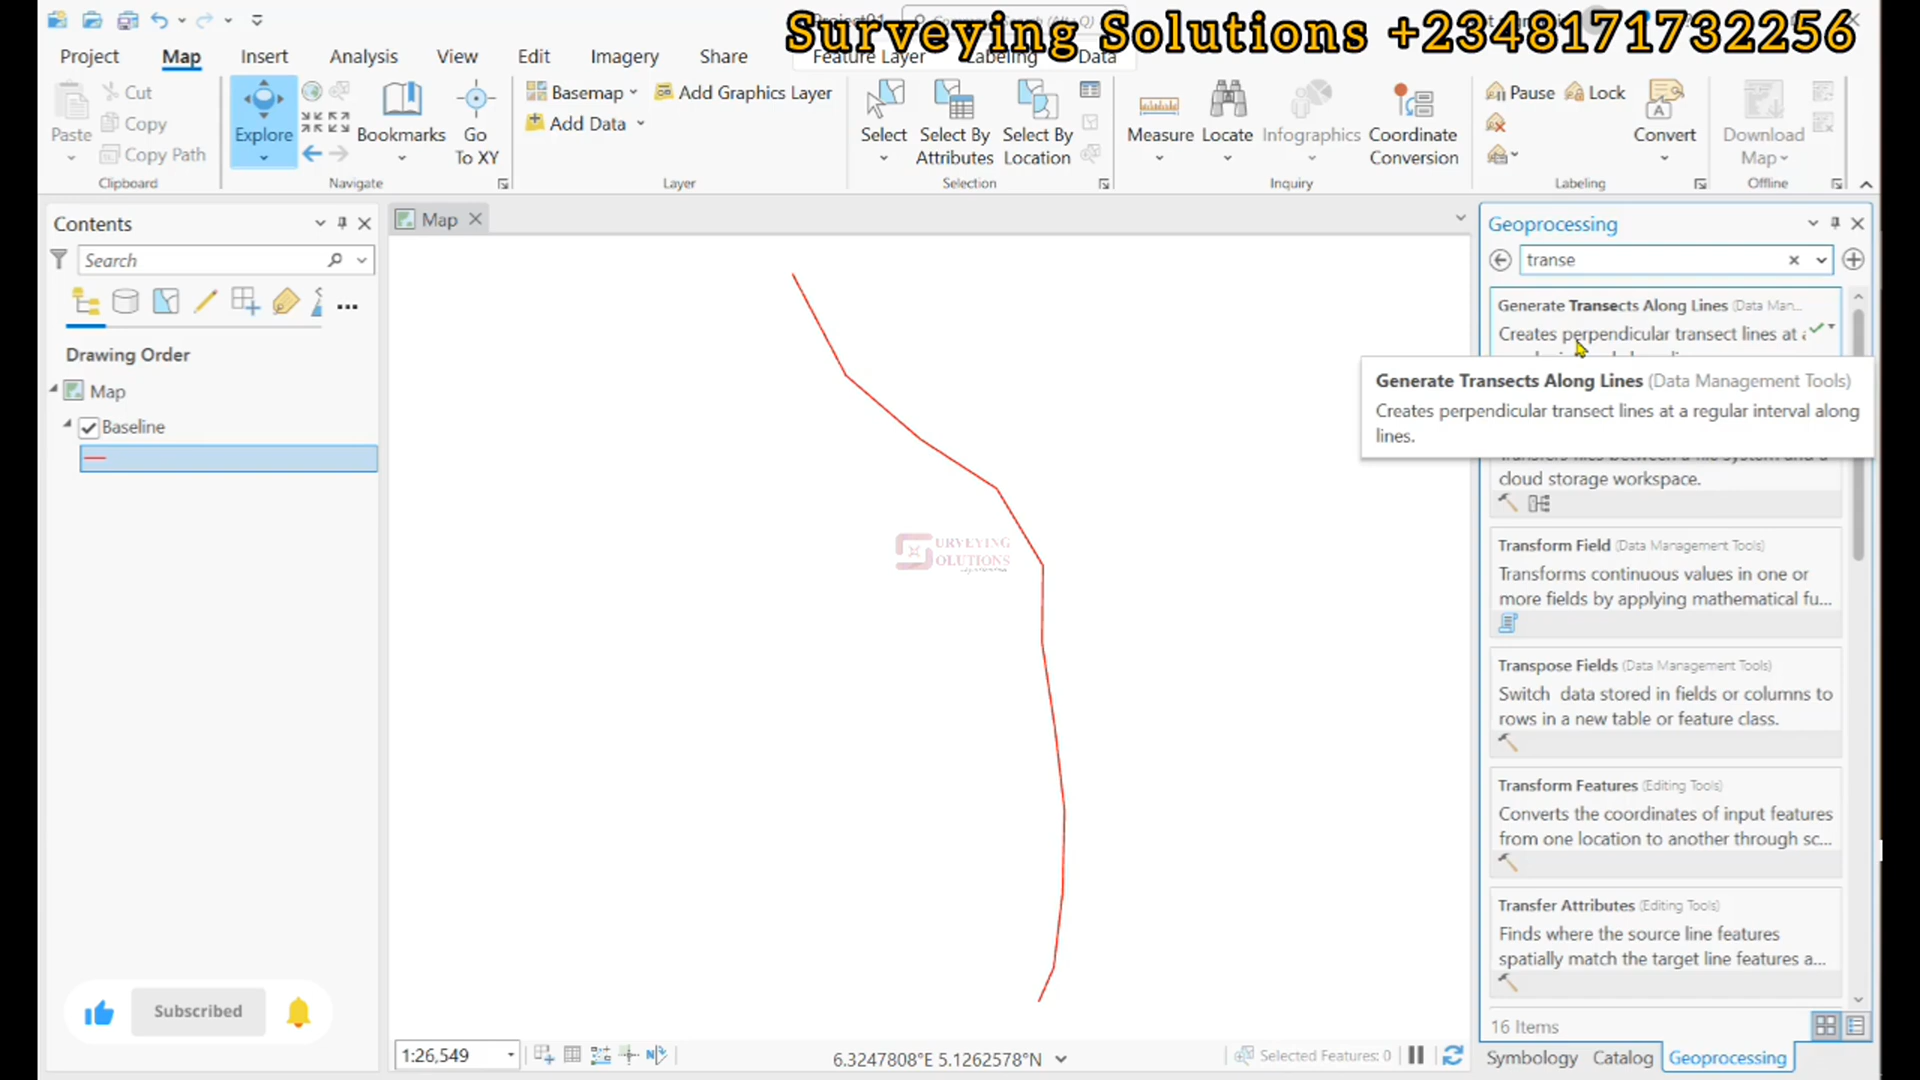 Surveying Solutions +2348171732256
Project Map Insert Analysis View Edit Imagery Share Feature Layer Labeling Data
Paste
Cut
Copy
Copy Path
Clipboard
Explore
Bookmarks
Go
To XY
Navigate
Basemap
Add Graphics Layer
Add Data
Layer
Select
Select By
Attributes
Select By
Location
Selection
Measure
Locate
Infographics
Coordinate
Conversion
Inquiry
Pause
Lock
Convert
Labeling
Download
Map
Offline
Contents
Search
Drawing Order
Map
Baseline
Map
URVEYING
OLUTIONS
Geoprocessing
transe
Generate Transects Along Lines (Data Man...
Creates perpendicular transect lines at a
Generate Transects Along Lines (Data Management Tools)
Creates perpendicular transect lines at a regular interval along
lines.
cloud storage workspace.
Transform Field (Data Management Tools)
Transforms continuous values in one or
more fields by applying mathematical fu...
Transpose Fields (Data Management Tools)
Switch data stored in fields or columns to
rows in a new table or feature class.
Transform Features (Editing Tools)
Converts the coordinates of input features
from one location to another through sc...
Transfer Attributes (Editing Tools)
Finds where the source line features
spatially match the target line features a...
16 Items
Symbology Catalog Geoprocessing
Subscribed
1:26,549
6.3247808°E 5.1262578°N
Selected Features: 0